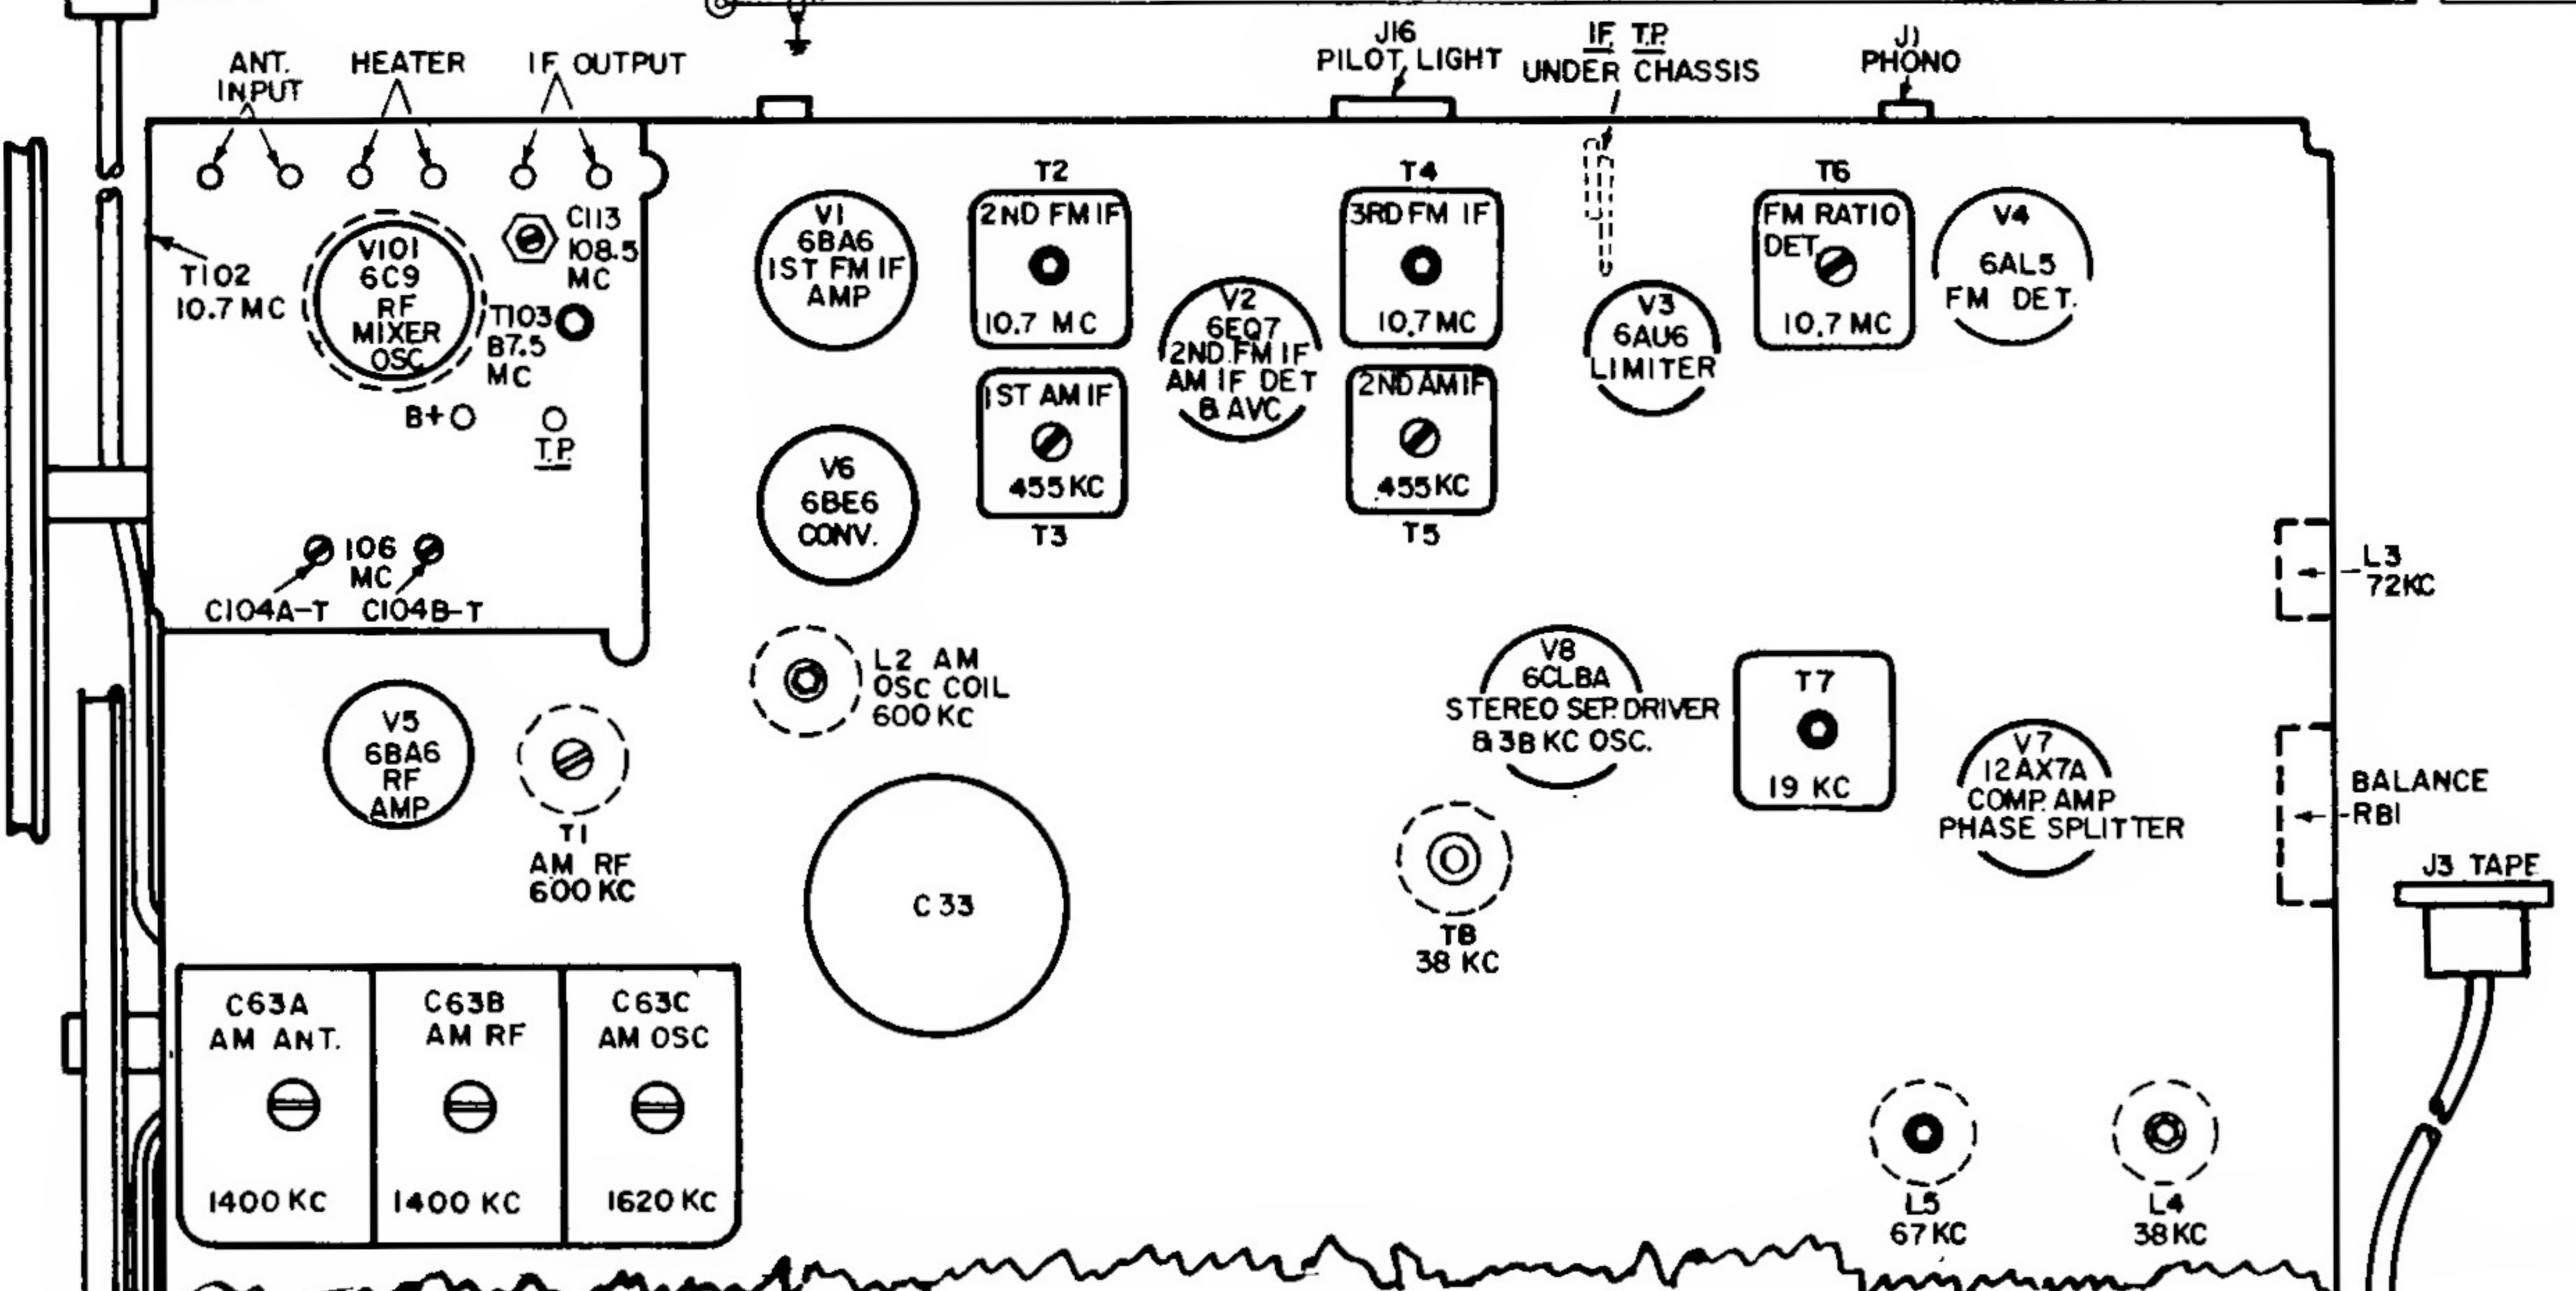 ANT.
INPUT
HEATER
IF OUTPUT
J16
PILOT LIGHT
IF T.P.
UNDER CHASSIS
J1
PHONO
T102
10.7 MC
V101
6C9
RF
MIXER
OSC
C113
108.5
MC
T103
B7.5
MC
B+
T.P.
106
MC
C104A-T
C104B-T
V1
6BA6
1ST FM IF
AMP
T2
2ND FM IF
10.7 MC
V2
6EQ7
2ND FM IF
AM IF DET
& AVC
T4
3RD FM IF
10.7 MC
V3
6AU6
LIMITER
T6
FM RATIO
DET.
10.7 MC
V4
6AL5
FM DET.
V6
6BE6
CONV.
1ST AM IF
455 KC
T3
2ND AM IF
455 KC
T5
L3
72KC
V5
6BA6
RF
AMP
T1
AM RF
600 KC
L2 AM
OSC COIL
600 KC
C33
V8
6CLBA
STEREO SEP. DRIVER
& 3B KC OSC.
T7
19 KC
V7
12AX7A
COMP. AMP
PHASE SPLITTER
BALANCE
RB1
J3 TAPE
TB
38 KC
C63A
AM ANT.
1400 KC
C63B
AM RF
1400 KC
C63C
AM OSC
1620 KC
L5
67 KC
L4
38KC